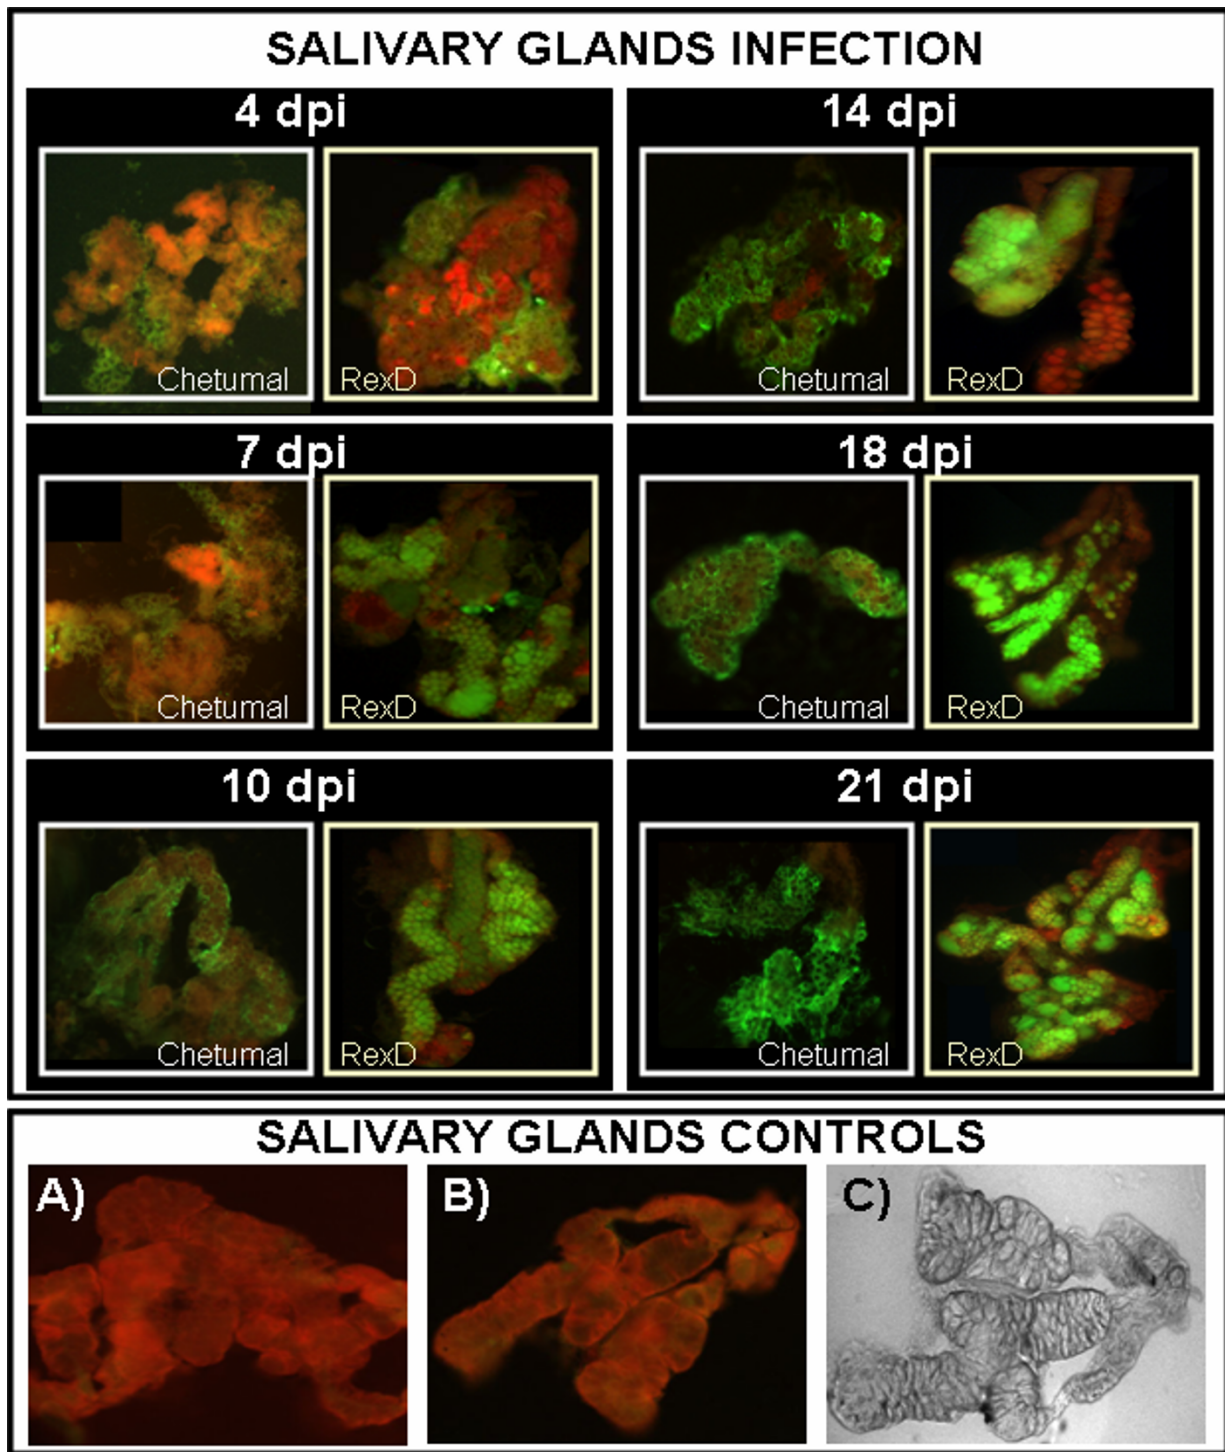 SALIVARY GLANDS INFECTION
4 dpi
Chetumal
RexD
14 dpi
Chetumal
RexD
7 dpi
Chetumal
RexD
18 dpi
Chetumal
RexD
10 dpi
Chetumal
RexD
21 dpi
Chetumal
RexD
SALIVARY GLANDS CONTROLS
A)
B)
C)